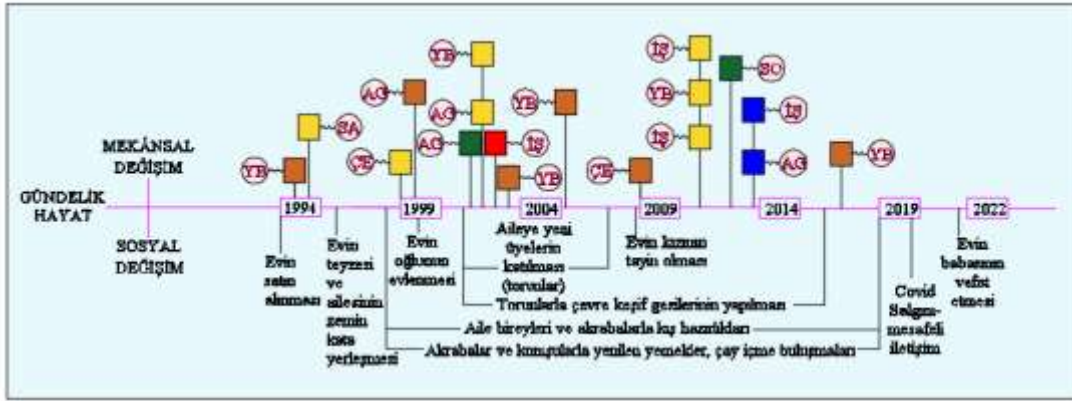 İŞ
YB
SO
AG
YB
YB
İŞ
AG
SA
AG
İŞ
İŞ
MEKÂNSAL
DEĞİŞİM
YB
ÇE
YB
ÇE
AG
YB
GÜNDELİK
HAYAT
1994
1999
2004
2009
2014
2019
2022
SOSYAL
DEĞİŞİM
Evin
satın
alınması
Evin
teyzesi
ve
ailesinin
zemin
kata
yerleşmesi
Evin
oğlunun
evlenmesi
Aileye yeni
üyelerin
katılması
(torunlar)
Evin kızının
tayin olması
Covid
Salgını-
mesafeli
iletişim
Evin
babasının
vefat
etmesi
Torunlarla çevre keşif gezilerinin yapılması
Aile bireyleri ve akrabalarla kış hazırlıkları
Akrabalar ve komşularla yenilen yemekler, çay içme buluşmaları